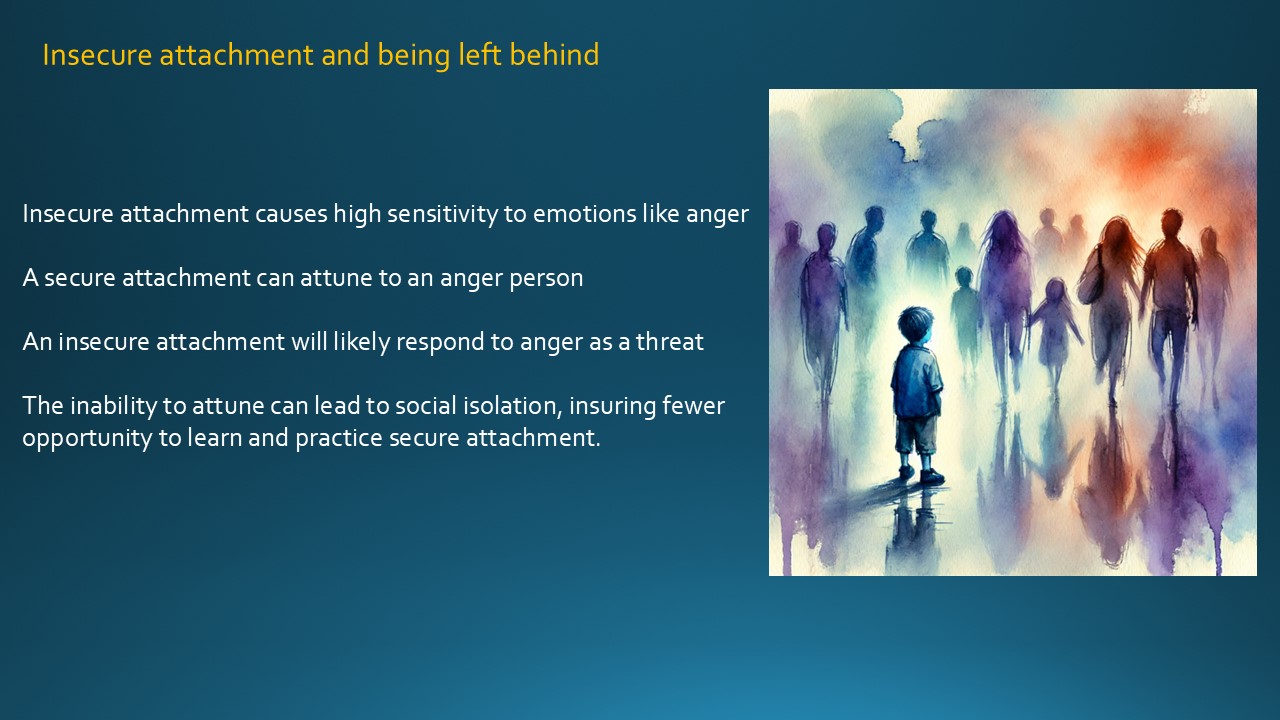 Insecure attachment and being left behind
Insecure attachment causes high sensitivity to emotions like anger
A secure attachment can attune to an anger person
An insecure attachment will likely respond to anger as a threat
The inability to attune can lead to social isolation, insuring fewer
opportunity to learn and practice secure attachment.